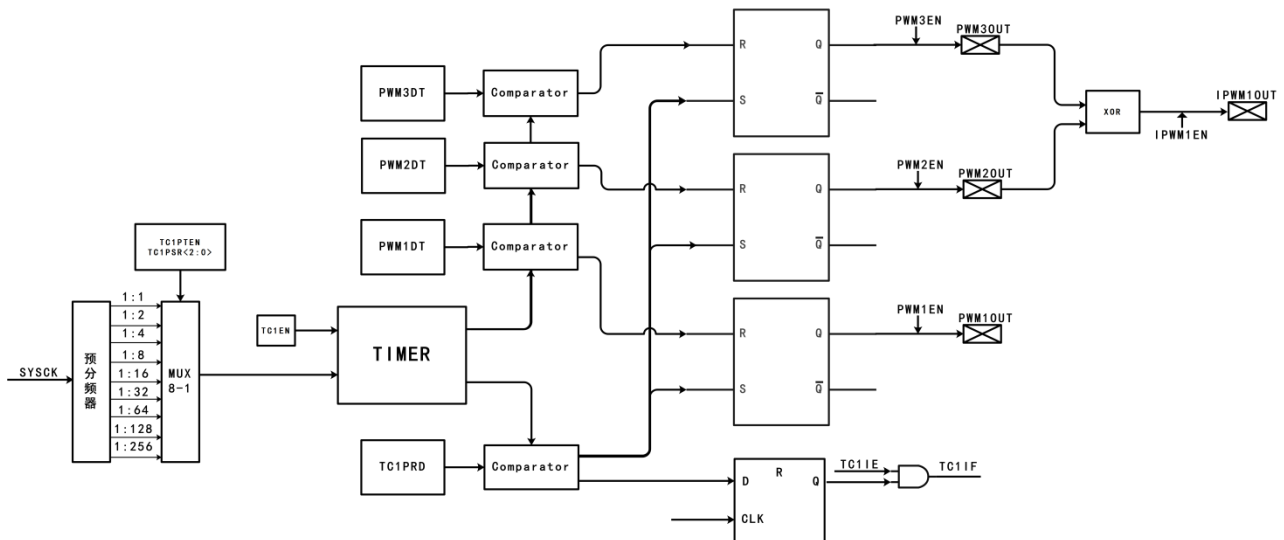 PWM3EN
PWM3OUT
R
Q
PWM3DT
Comparator
S
Q
IPWM1OUT
XOR
IPWM1EN
PWM2DT
Comparator
PWM2EN
PWM2OUT
R
Q
TC1PTEN
TC1PSR<2:0>
PWM1DT
Comparator
S
Q
1:1
1:2
1:4
1:8
1:16
1:32
1:64
1:128
1:256
SYSCK
预分频器
MUX
8-1
TC1EN
TIMER
PWM1EN
PWM1OUT
R
Q
S
Q
TC1PRD
Comparator
D
R
Q
CLK
TC1IE
TC1IF